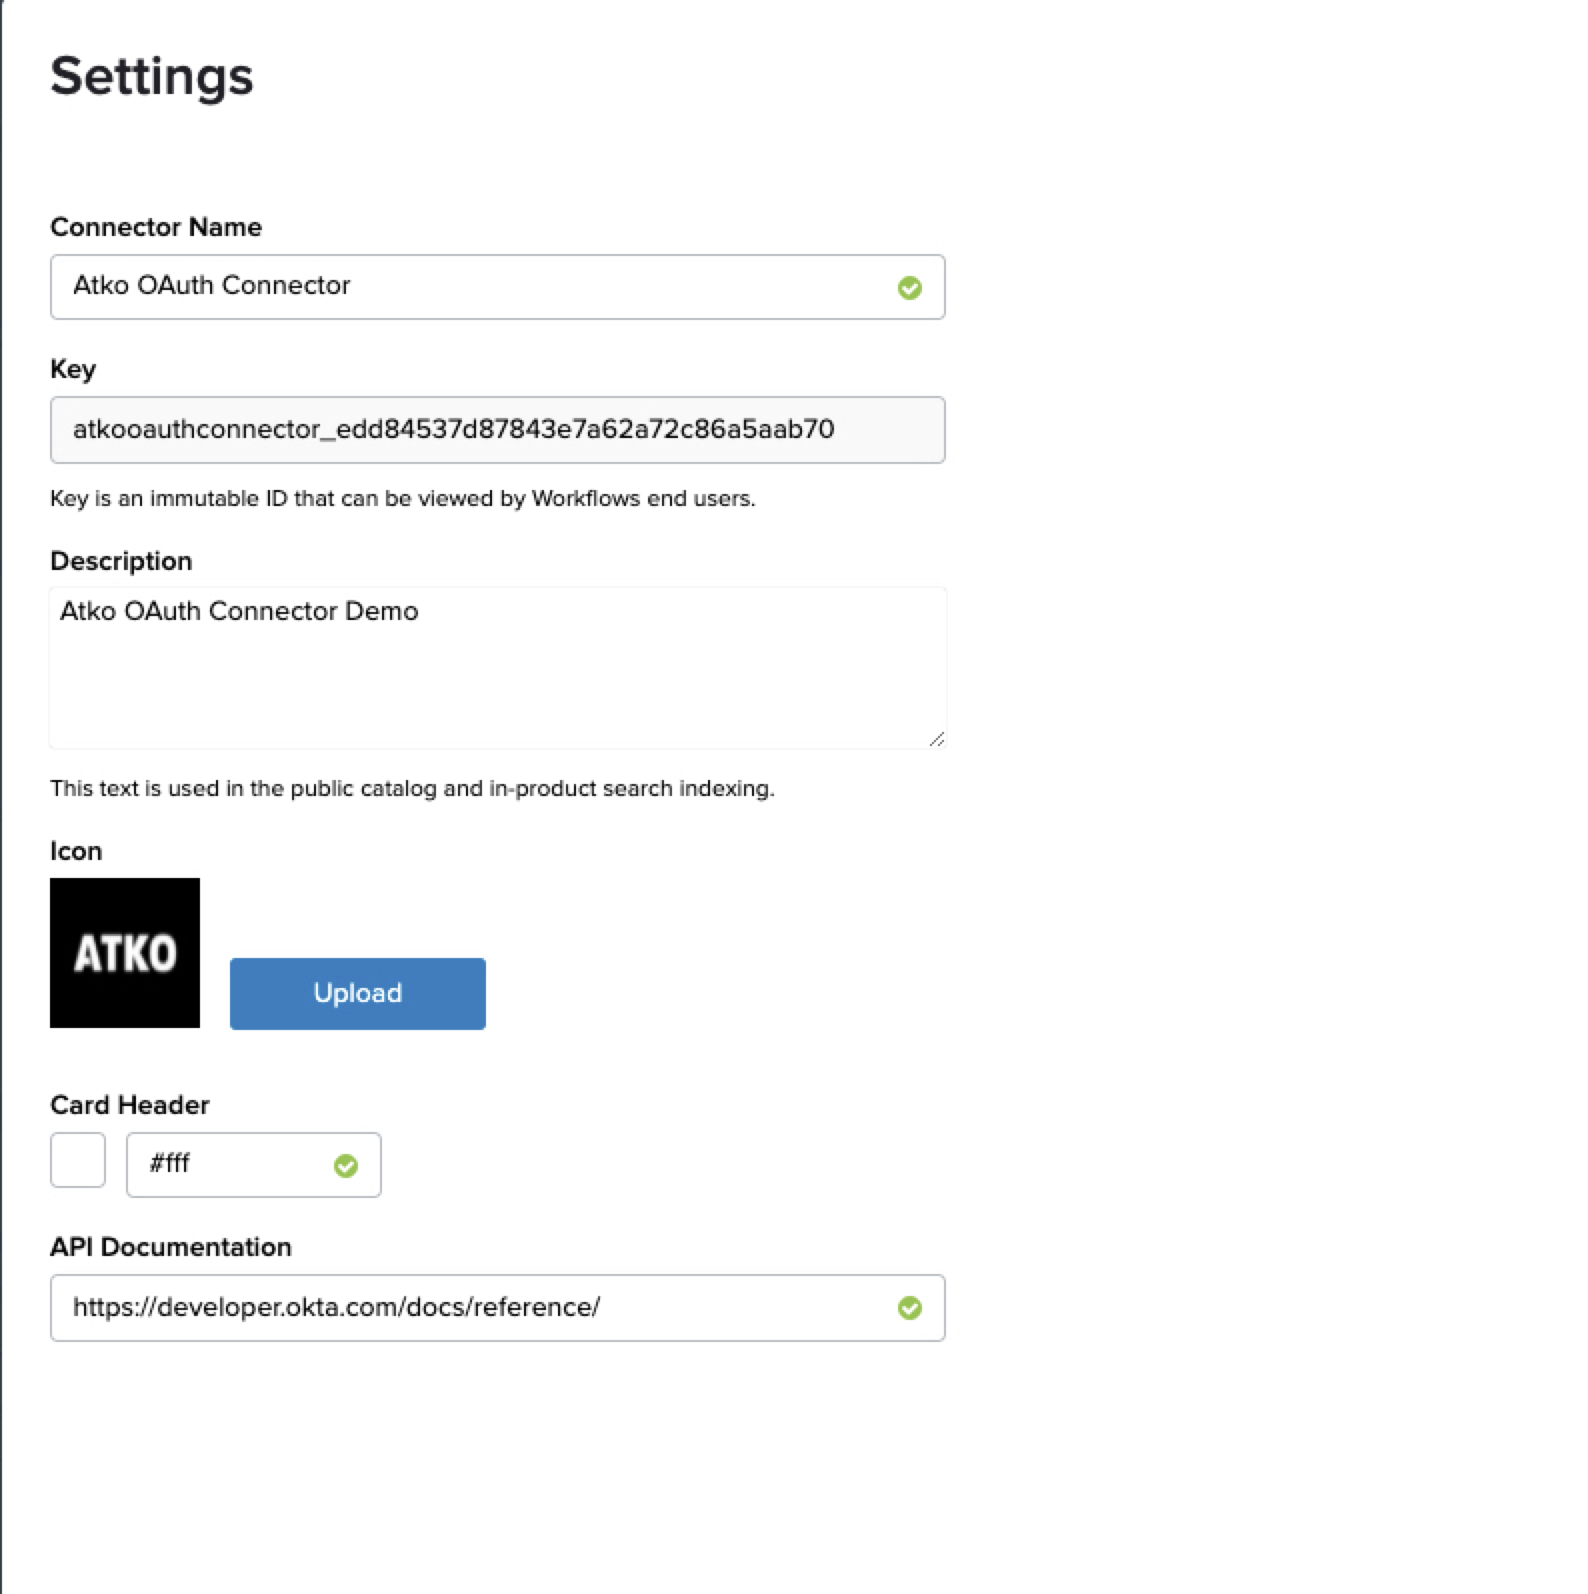 Settings
Connector Name
Atko OAuth Connector
Key
atkooauthconnector_edd84537d87843e7a62a72c86a5aab70
Key is an immutable ID that can be viewed by Workflows end users.
Description
Atko OAuth Connector Demo
This text is used in the public catalog and in-product search indexing.
Icon
ATKO
Upload
Card Header
#fff
API Documentation
https://developer.okta.com/docs/reference/